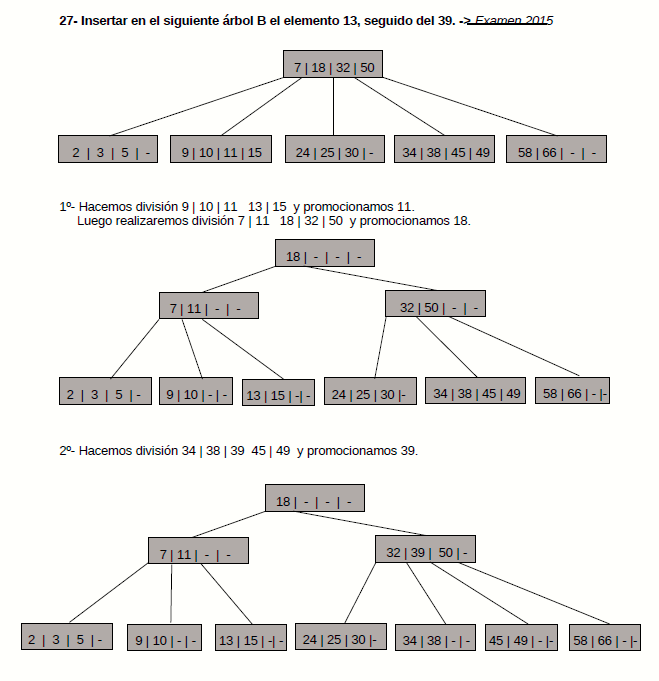 27- Insertar en el siguiente árbol B el elemento 13, seguido del 39. -> Examen 2015
7 | 18 | 32 | 50
2 | 3 | 5 | -
9 | 10 | 11 | 15
24 | 25 | 30 | -
34 | 38 | 45 | 49
58 | 66 | - | -
1º- Hacemos división 9 | 10 | 11 13 | 15 y promocionamos 11.
Luego realizaremos división 7 | 11 18 | 32 | 50 y promocionamos 18.
18 | - | - | -
7 | 11 | - | -
32 | 50 | - | -
2 | 3 | 5 | -
9 | 10 | - | -
13 | 15 | -| -
24 | 25 | 30 |-
34 | 38 | 45 | 49
58 | 66 | - |-
2º- Hacemos división 34 | 38 | 39 45 | 49 y promocionamos 39.
18 | - | - | -
7 | 11 | - | -
32 | 39 | 50 | -
2 | 3 | 5 | -
9 | 10 | - | -
13 | 15 | -| -
24 | 25 | 30 |-
34 | 38 | - | -
45 | 49 | - |-
58 | 66 | - |-